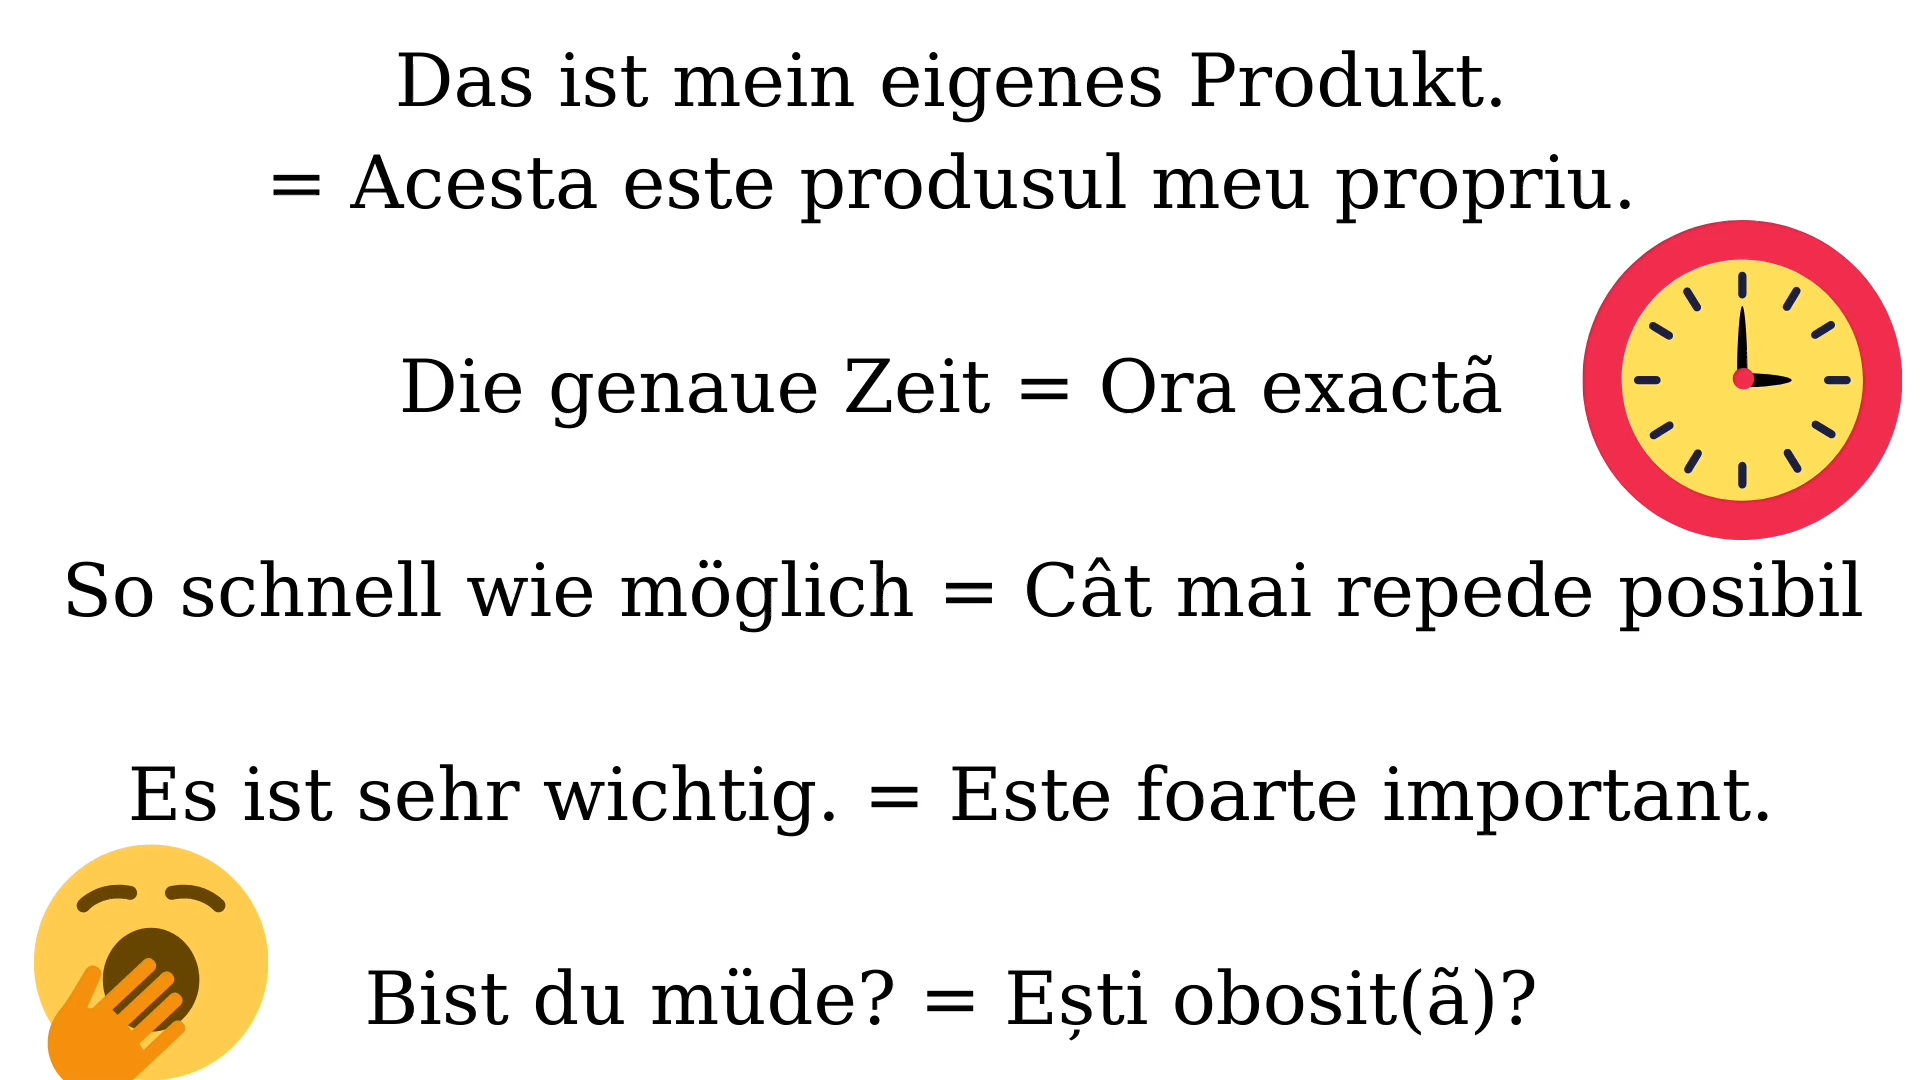 Das ist mein eigenes Produkt.
= Acesta este produsul meu propriu.
Die genaue Zeit = Ora exactã
So schnell wie möglich = Cât mai repede posibil
Es ist sehr wichtig. = Este foarte important.
Bist du müde? = Ești obosit(ã)?